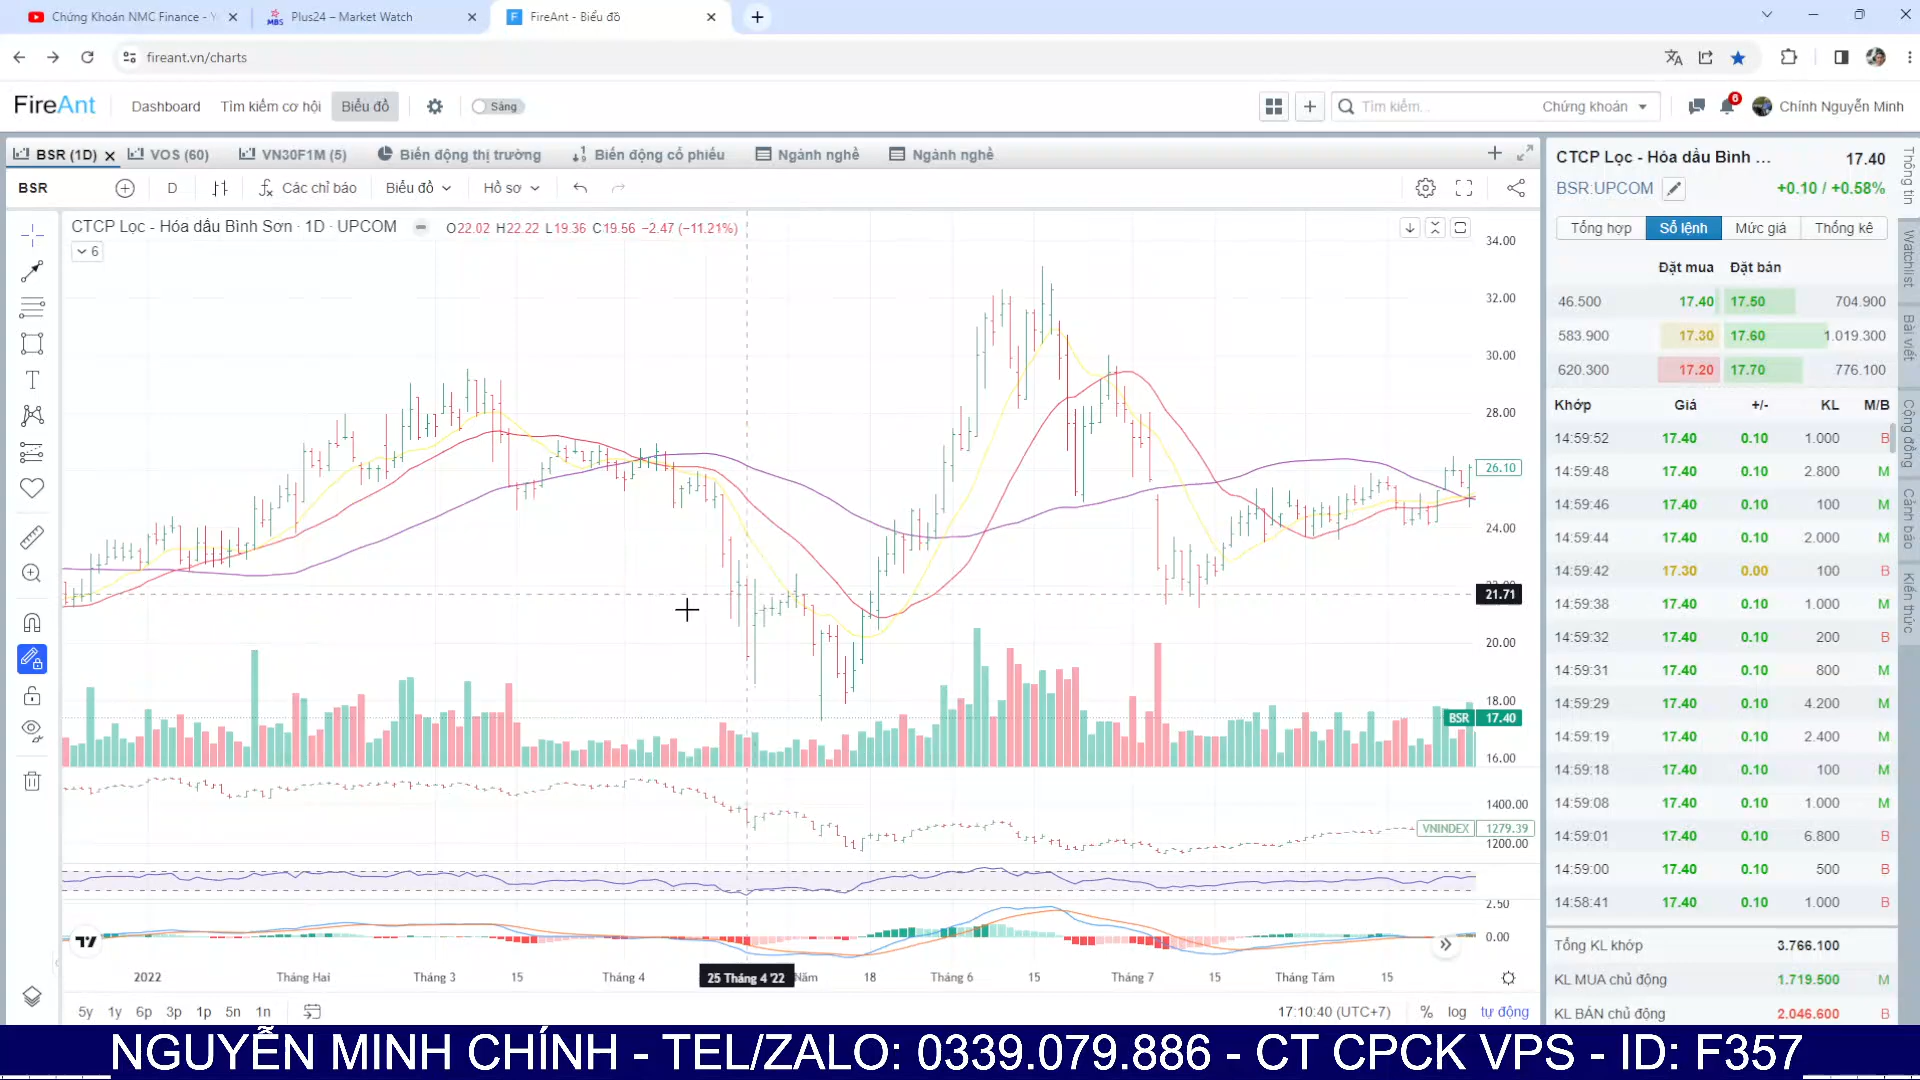 Chứng Khoán NMC Finance - Y
Plus24 – Market Watch
FireAnt - Biểu đồ
fireant.vn/charts
FireAnt
Dashboard
Tìm kiếm cơ hội
Biểu đồ
Sáng
Tìm kiếm...
Chứng khoán
6
Chính Nguyễn Minh
BSR (1D)
VOS (60)
VN30F1M (5)
Biến động thị trường
Biến động cổ phiếu
Ngành nghề
Ngành nghề
BSR
D
Các chỉ báo
Biểu đồ
Hồ sơ
CTCP Lọc - Hóa dầu Bình Sơn · 1D · UPCOM
O22.02 H22.22 L19.36 C19.56 −2.47 (−11.21%)
6
34.00
32.00
30.00
28.00
26.10
24.00
21.71
20.00
18.00
BSR 17.40
16.00
1400.00
VNINDEX 1279.39
1200.00
2.50
0.00
2022
Tháng Hai
Tháng 3
15
Tháng 4
25 Tháng 4 '22
Năm
18
Tháng 6
15
Tháng 7
15
Tháng Tám
15
5y 1y 6p 3p 1p 5n 1n
17:10:40 (UTC+7)
% log tự động
CTCP Lọc - Hóa dầu Bình ...
17.40
BSR:UPCOM
+0.10 / +0.58%
Tổng hợp Sổ lệnh Mức giá Thống kê
Đặt mua Đặt bán
46.500 17.40 17.50 704.900
583.900 17.30 17.60 1.019.300
620.300 17.20 17.70 776.100
Khớp Giá +/- KL M/B
14:59:52 17.40 0.10 1.000 B
14:59:48 17.40 0.10 2.800 M
14:59:46 17.40 0.10 100 M
14:59:44 17.40 0.10 2.000 M
14:59:42 17.30 0.00 100 B
14:59:38 17.40 0.10 1.000 M
14:59:32 17.40 0.10 200 B
14:59:31 17.40 0.10 800 M
14:59:29 17.40 0.10 4.200 M
14:59:19 17.40 0.10 2.400 M
14:59:18 17.40 0.10 100 M
14:59:08 17.40 0.10 1.000 M
14:59:01 17.40 0.10 6.800 B
14:59:00 17.40 0.10 500 B
14:58:41 17.40 0.10 1.000 B
Tổng KL khớp 3.766.100
KL MUA chủ động 1.719.500 M
KL BÁN chủ động 2.046.600 B
Thông tin
Watchlist
Bài viết
Cộng đồng
Cảnh báo
Kiến thức
NGUYỄN MINH CHÍNH - TEL/ZALO: 0339.079.886 - CT CPCK VPS - ID: F357